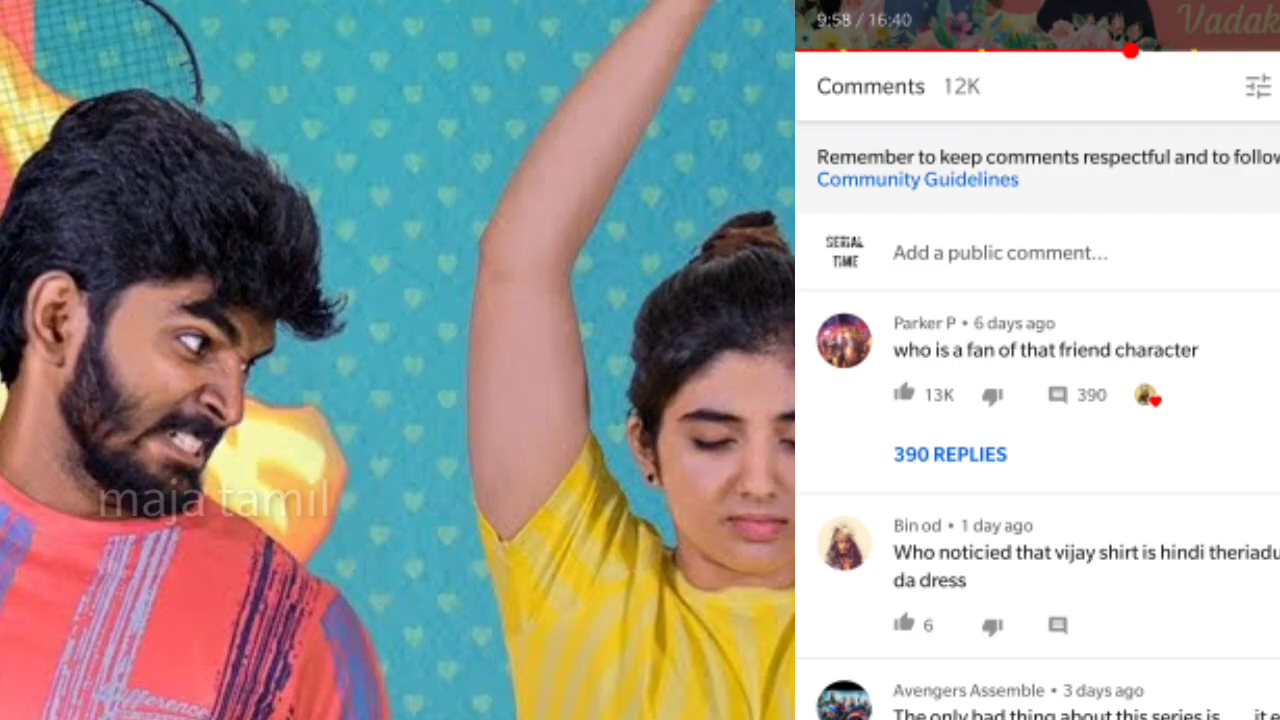 maja tamil
Difference
9:58 / 16:40
Vadak
Comments 12K
Remember to keep comments respectful and to follow
Community Guidelines
SERIAL
TIME
Add a public comment...
Parker P • 6 days ago
who is a fan of that friend character
13K 390
390 REPLIES
Bin od • 1 day ago
Who noticied that vijay shirt is hindi theriadu
da dress
6
Avengers Assemble • 3 days ago
The only bad thing about this series is